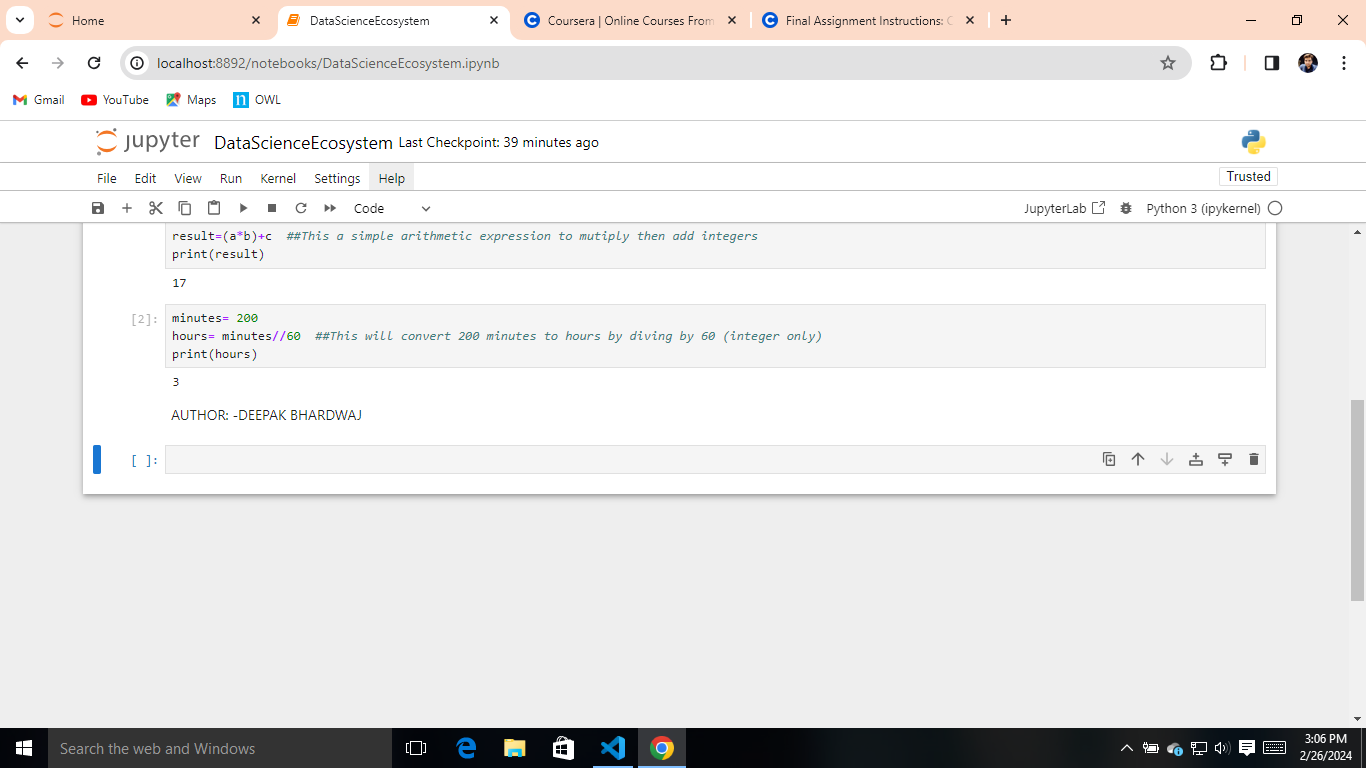 Home
DataScienceEcosystem
Coursera | Online Courses From
Final Assignment Instructions: C
localhost:8892/notebooks/DataScienceEcosystem.ipynb
Gmail YouTube Maps OWL
jupyter DataScienceEcosystem Last Checkpoint: 39 minutes ago
File Edit View Run Kernel Settings Help Trusted
Code JupyterLab Python 3 (ipykernel)
result=(a*b)+c ##This a simple arithmetic expression to mutiply then add integers
print(result)
17
[2]: minutes= 200
hours= minutes//60 ##This will convert 200 minutes to hours by diving by 60 (integer only)
print(hours)
3
AUTHOR: -DEEPAK BHARDWAJ
[ ]:
Search the web and Windows
3:06 PM
2/26/2024